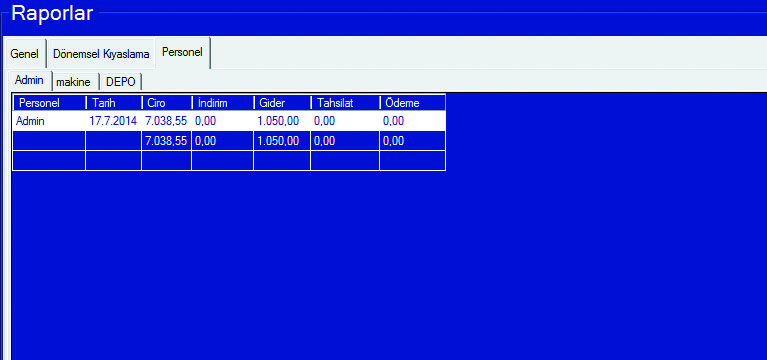 Raporlar
Genel Dönemsel Kıyaslama Personel
Admin makine DEPO
Personel Tarih Ciro İndirim Gider Tahsilat Ödeme
Admin 17.7.2014 7.038,55 0,00 1.050,00 0,00 0,00
7.038,55 0,00 1.050,00 0,00 0,00